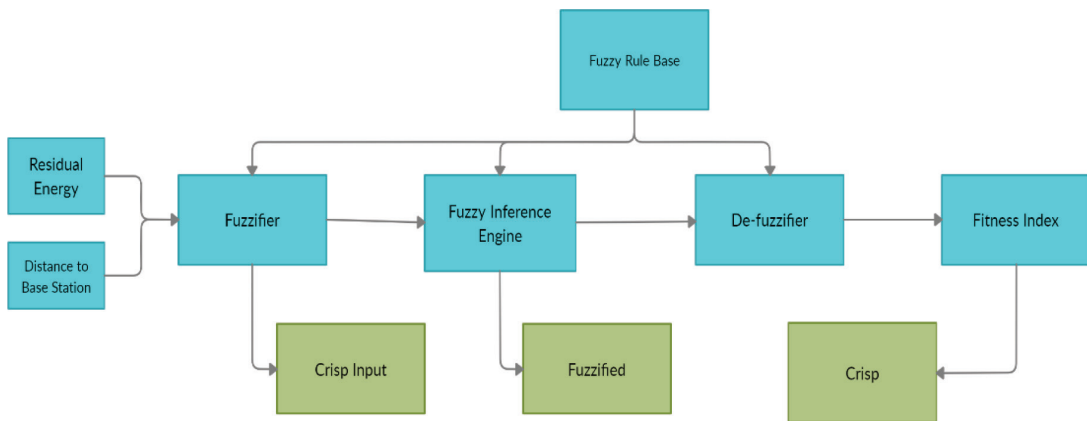 Fuzzy Rule Base
Residual
Energy
Distance to
Base Station
Fuzzifier
Fuzzy Inference
Engine
De-fuzzifier
Fitness Index
Crisp Input
Fuzzified
Crisp